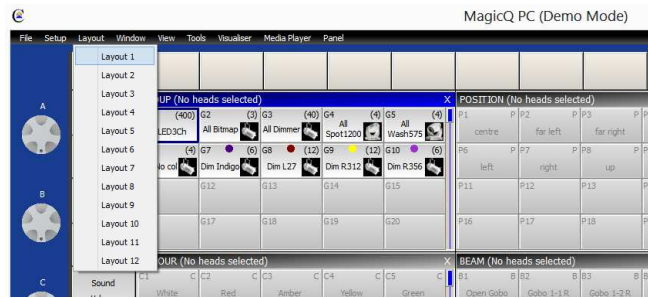 MagicQ PC (Demo Mode)
File Setup Layout Window View Tools Visualiser Media Player Panel
Layout 1
Layout 2
Layout 3
Layout 4
Layout 5
Layout 6
Layout 7
Layout 8
Layout 9
Layout 10
Layout 11
Layout 12
A
B
C
UP (No heads selected) X
(400) G2 (3) G3 (40) G4 (4) G5 (4)
LED3Ch All Bitmap All Dimmer All Spot1200 All Wash575
(4) G7 (6) G8 (12) G9 (12) G10 (6)
No col Dim Indigo Dim L27 Dim R312 Dim R356
G12 G13 G14 G15
G17 G18 G19 G20
POSITION (No heads selected)
P1 P P2 P P3 P
centre far left far right
P6 P P7 P P8 P
left right up
P11 P12 P13
P16 P17 P18
OUR (No heads selected) X
C1 C C2 C C3 C C4 C C5 C
White Red Amber Yellow Green
BEAM (No heads selected)
B1 B B2 B B3 B
Open Gobo Gobo 1-1 R Gobo 1-2 R
Sound